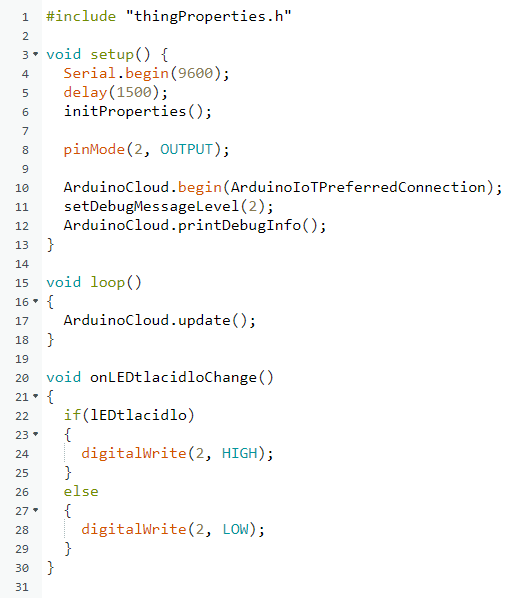 1 #include "thingProperties.h"
2
3 void setup() {
4 Serial.begin(9600);
5 delay(1500);
6 initProperties();
7
8 pinMode(2, OUTPUT);
9
10 ArduinoCloud.begin(ArduinoIoTPreferredConnection);
11 setDebugMessageLevel(2);
12 ArduinoCloud.printDebugInfo();
13 }
14
15 void loop()
16 {
17 ArduinoCloud.update();
18 }
19
20 void onLEDtlacidloChange()
21 {
22 if(lEDtlacidlo)
23 {
24 digitalWrite(2, HIGH);
25 }
26 else
27 {
28 digitalWrite(2, LOW);
29 }
30 }
31